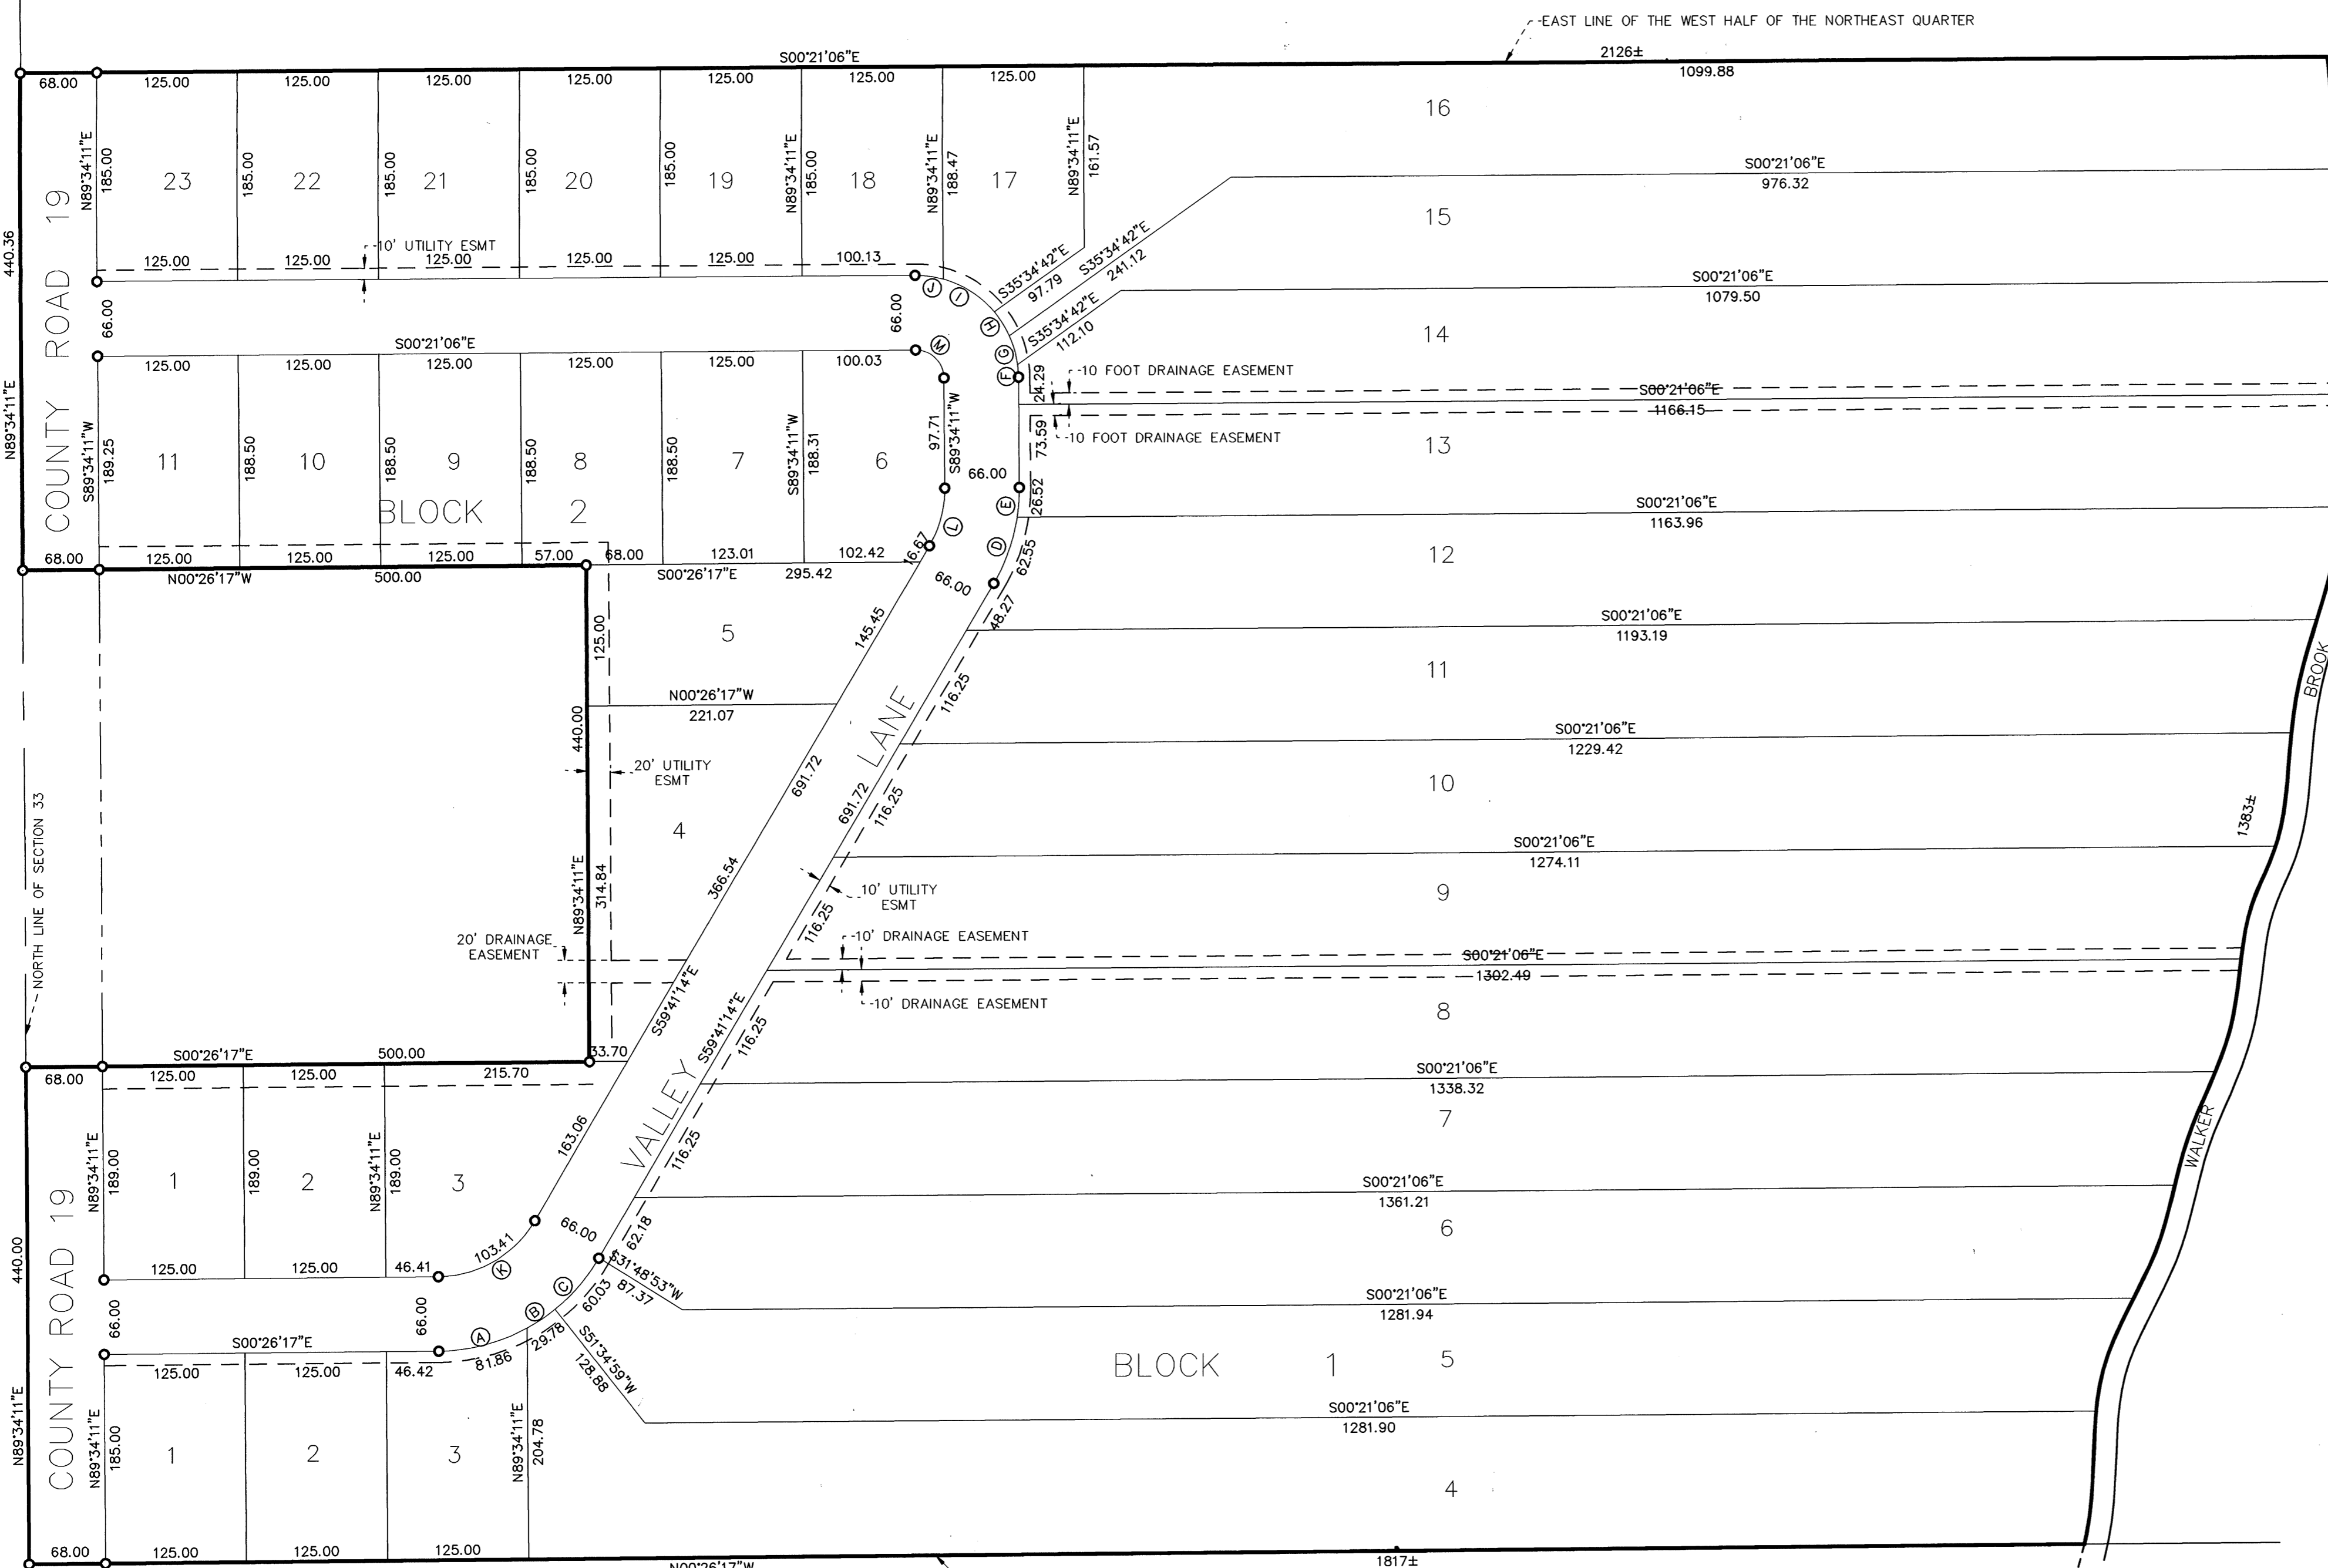 EAST LINE OF THE WEST HALF OF THE NORTHEAST QUARTER
S00°21'06"E
2126±
1099.88
68.00
125.00
125.00
125.00
125.00
125.00
125.00
125.00
16
N89°34'11"E
185.00
23
185.00
22
185.00
21
185.00
20
185.00
19
N89°34'11"E
185.00
18
N89°34'11"E
188.47
17
N89°34'11"E
161.57
S00°21'06"E
976.32
15
440.36
N89°34'11"E
COUNTY ROAD 19
10' UTILITY ESMT
125.00
125.00
125.00
125.00
125.00
100.13
S35°34'42"E
97.79
S35°34'42"E
241.12
S35°34'42"E
112.10
S00°21'06"E
1079.50
14
66.00
66.00
J
I
H
G
F
M
S00°21'06"E
125.00
125.00
125.00
125.00
125.00
100.03
24.29
10 FOOT DRAINAGE EASEMENT
S00°21'06"E
1166.15
10 FOOT DRAINAGE EASEMENT
73.59
13
S89°34'11"W
189.25
11
188.50
10
188.50
9
188.50
8
188.50
7
S89°34'11"W
188.31
6
97.71
S89°34'11"W
66.00
BLOCK 2
E
26.52
S00°21'06"E
1163.96
L
D
62.55
12
68.00
125.00
125.00
125.00
57.00
68.00
123.01
102.42
16.67
N00°26'17"W
500.00
S00°26'17"E
295.42
66.00
48.27
S00°21'06"E
1193.19
125.00
5
145.45
11
BROOK
N00°26'17"W
221.07
116.25
440.00
S00°21'06"E
1229.42
20' UTILITY
ESMT
691.72
VALLEY LANE
691.72
116.25
10
1383±
4
S00°21'06"E
1274.11
NORTH LINE OF SECTION 33
N89°34'11"E
314.84
366.54
10' UTILITY
ESMT
9
116.25
20' DRAINAGE
EASEMENT
10' DRAINAGE EASEMENT
S00°21'06"E
1302.49
10' DRAINAGE EASEMENT
S59°41'14"E
S59°41'14"E
116.25
8
S00°26'17"E
500.00
33.70
68.00
125.00
125.00
215.70
S00°21'06"E
1338.32
7
163.06
116.25
WALKER
N89°34'11"E
189.00
1
189.00
2
N89°34'11"E
189.00
3
S00°21'06"E
1361.21
6
440.00
N89°34'11"E
COUNTY ROAD 19
66.00
62.18
103.41
K
125.00
125.00
46.41
S31°48'53"W
87.37
S00°21'06"E
1281.94
66.00
66.00
A
B
C
60.03
29.78
81.86
S00°26'17"E
125.00
125.00
46.42
S51°34'59"W
128.88
BLOCK 1
5
S00°21'06"E
1281.90
N89°34'11"E
185.00
1
2
3
N89°34'11"E
204.78
4
68.00
125.00
125.00
125.00
N00°26'17"W
1817±